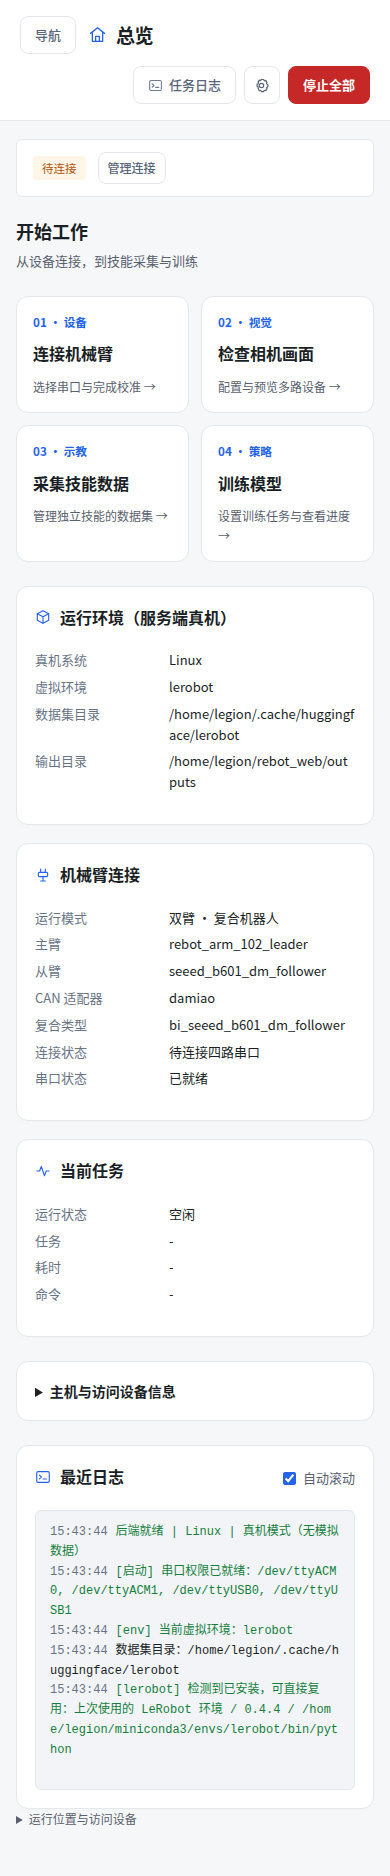 导航 总览
任务日志 停止全部
待连接 管理连接
开始工作
从设备连接，到技能采集与训练
01 · 设备
连接机械臂
选择串口与完成校准 →
02 · 视觉
检查相机画面
配置与预览多路设备 →
03 · 示教
采集技能数据
管理独立技能的数据集 →
04 · 策略
训练模型
设置训练任务与查看进度
→
运行环境（服务端真机）
真机系统 Linux
虚拟环境 lerobot
数据集目录 /home/legion/.cache/huggingf
ace/lerobot
输出目录 /home/legion/rebot_web/out
puts
机械臂连接
运行模式 双臂 · 复合机器人
主臂 rebot_arm_102_leader
从臂 seeed_b601_dm_follower
CAN 适配器 damiao
复合类型 bi_seeed_b601_dm_follower
连接状态 待连接四路串口
串口状态 已就绪
当前任务
运行状态 空闲
任务 -
耗时 -
命令 -
▶ 主机与访问设备信息
最近日志 自动滚动
15:43:44 后端就绪 | Linux | 真机模式（无模拟
数据）
15:43:44 [启动] 串口权限已就绪：/dev/ttyACM
0, /dev/ttyACM1, /dev/ttyUSB0, /dev/ttyU
SB1
15:43:44 [env] 当前虚拟环境：lerobot
15:43:44 数据集目录：/home/legion/.cache/h
uggingface/lerobot
15:43:44 [lerobot] 检测到已安装，可直接复
用：上次使用的 LeRobot 环境 / 0.4.4 / /hom
e/legion/miniconda3/envs/lerobot/bin/pyt
hon
▶ 运行位置与访问设备